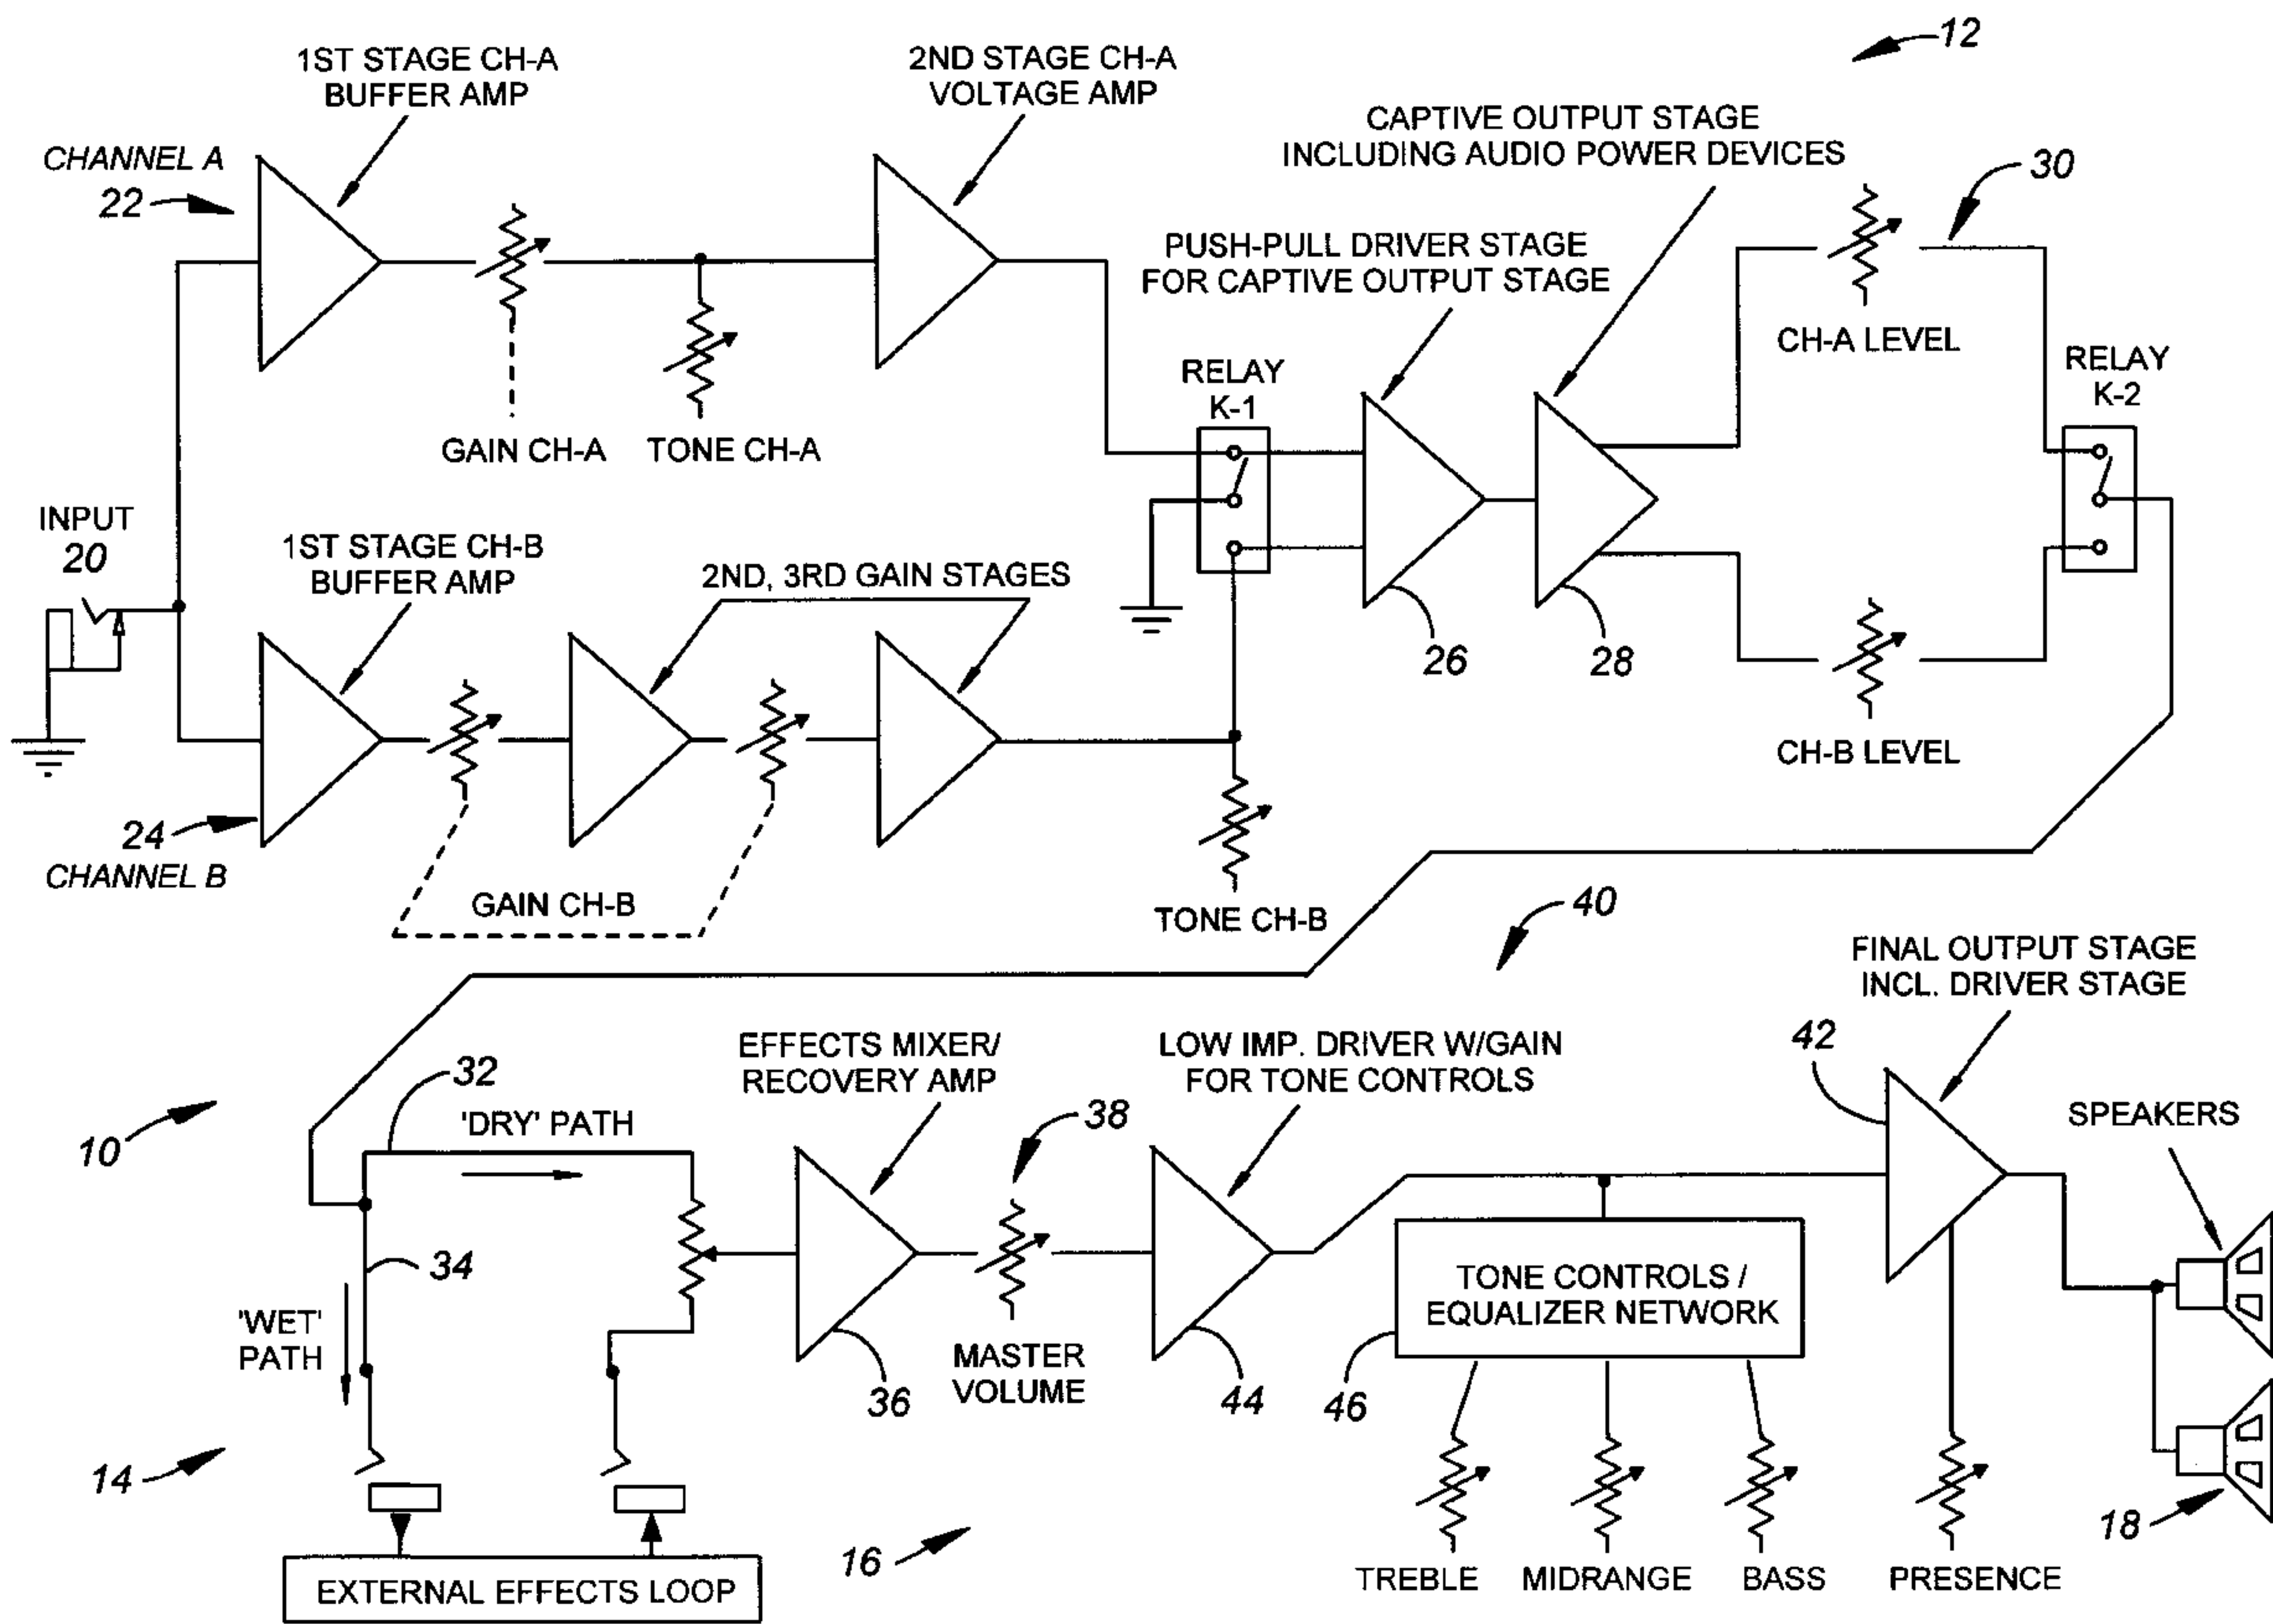 12
1ST STAGE CH-A
BUFFER AMP
2ND STAGE CH-A
VOLTAGE AMP
CAPTIVE OUTPUT STAGE
INCLUDING AUDIO POWER DEVICES
CHANNEL A
22
30
PUSH-PULL DRIVER STAGE
FOR CAPTIVE OUTPUT STAGE
CH-A LEVEL
RELAY
K-1
RELAY
K-2
GAIN CH-A
TONE CH-A
INPUT
20
1ST STAGE CH-B
BUFFER AMP
2ND, 3RD GAIN STAGES
26
28
CH-B LEVEL
24
CHANNEL B
GAIN CH-B
TONE CH-B
40
FINAL OUTPUT STAGE
INCL. DRIVER STAGE
EFFECTS MIXER/
RECOVERY AMP
LOW IMP. DRIVER W/GAIN
FOR TONE CONTROLS
42
32
'DRY' PATH
38
SPEAKERS
10
34
'WET'
PATH
TONE CONTROLS /
EQUALIZER NETWORK
MASTER
VOLUME
36
44
46
14
16
18
EXTERNAL EFFECTS LOOP
TREBLE
MIDRANGE
BASS
PRESENCE